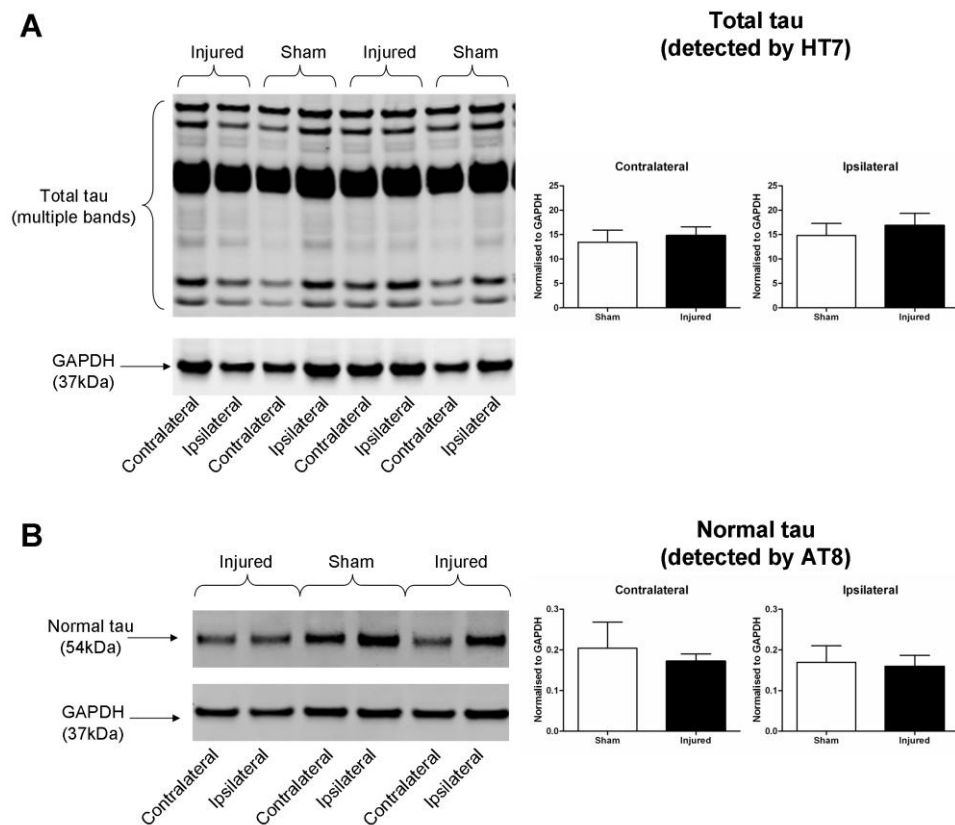 A
Injured
Sham
Injured
Sham
Total tau
(multiple bands)
GAPDH
(37kDa)
Contralateral
Ipsilateral
Contralateral
Ipsilateral
Contralateral
Ipsilateral
Contralateral
Ipsilateral
Total tau
(detected by HT7)
Contralateral
Normalised to GAPDH
25
20
15
10
5
0
Sham
Injured
Ipsilateral
Normalised to GAPDH
25
20
15
10
5
0
Sham
Injured
B
Injured
Sham
Injured
Normal tau
(54kDa)
GAPDH
(37kDa)
Contralateral
Ipsilateral
Contralateral
Ipsilateral
Contralateral
Ipsilateral
Normal tau
(detected by AT8)
Contralateral
Normalised to GAPDH
0.3
0.2
0.1
0.0
Sham
Injured
Ipsilateral
Normalised to GAPDH
0.3
0.2
0.1
0.0
Sham
Injured